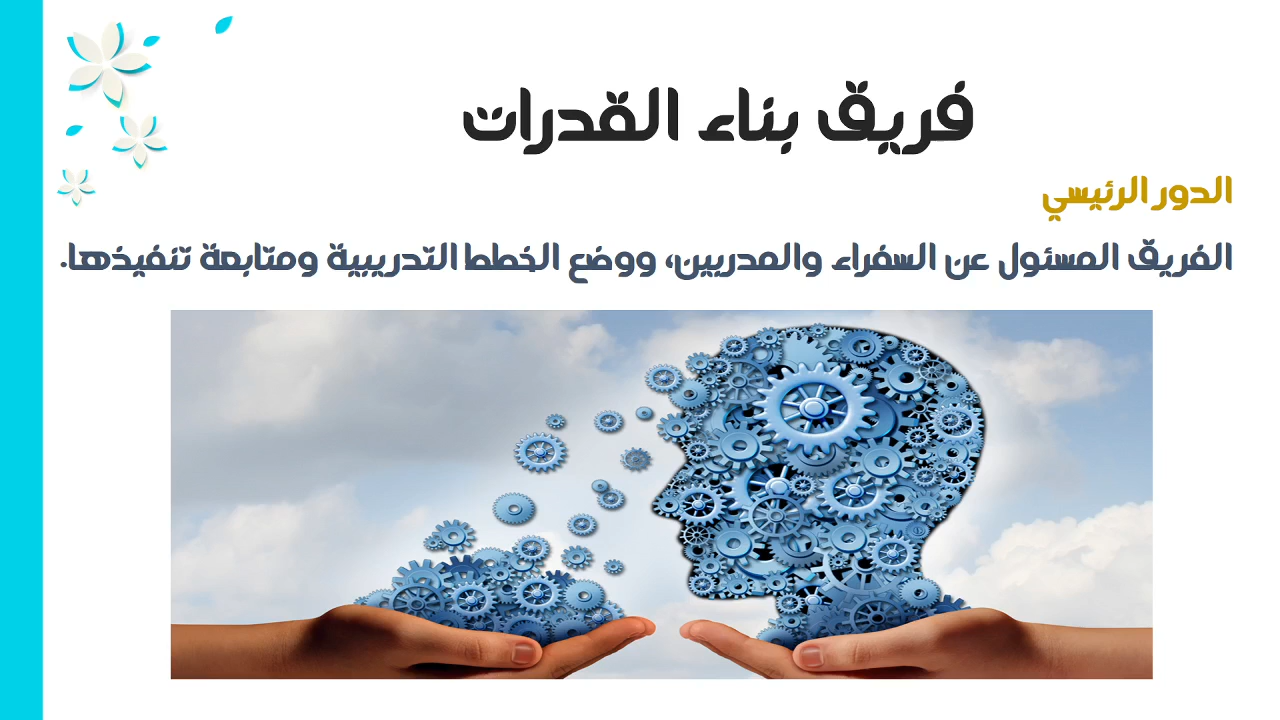 فريق بناء القدرات
الدور الرئيسي
الفريق المسئول عن السفراء والمدربين، ووضع الخطط التدريبية ومتابعة تنفيذها.